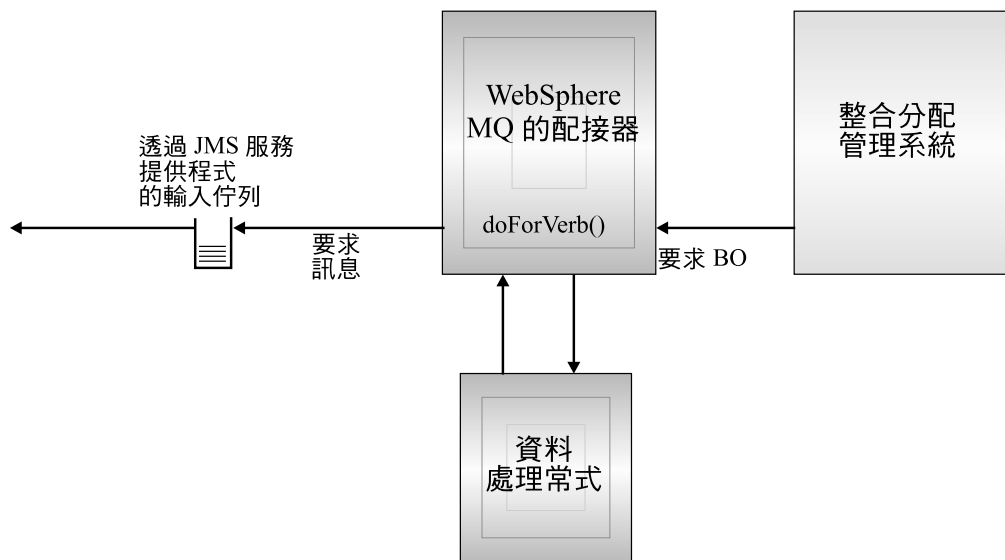 WebSphere
MQ 的配接器
doForVerb()
整合分配
管理系統
透過 JMS 服務
提供程式
的輸入佇列
要求
訊息
要求 BO
資料
處理常式